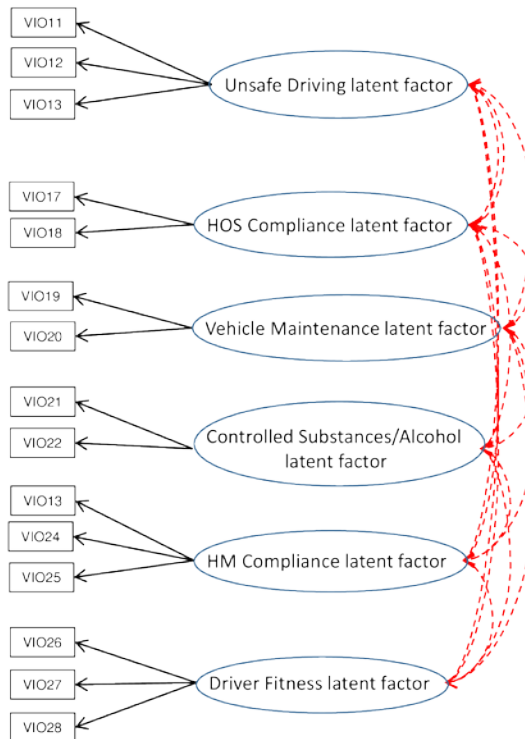 VIO11
VIO12
VIO13
Unsafe Driving latent factor
VIO17
VIO18
HOS Compliance latent factor
VIO19
VIO20
Vehicle Maintenance latent factor
VIO21
VIO22
Controlled Substances/Alcohol
latent factor
VIO13
VIO24
VIO25
HM Compliance latent factor
VIO26
VIO27
VIO28
Driver Fitness latent factor